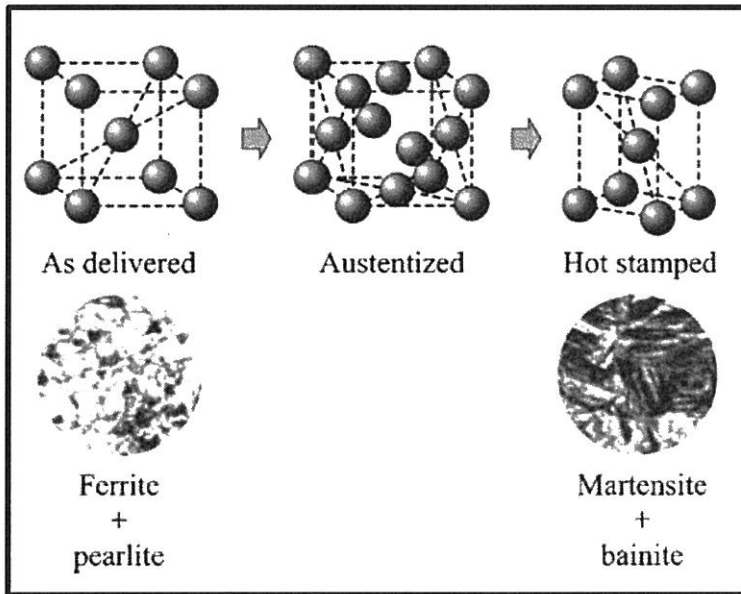 As delivered
Austentized
Hot stamped
Ferrite
+
pearlite
Martensite
+
bainite